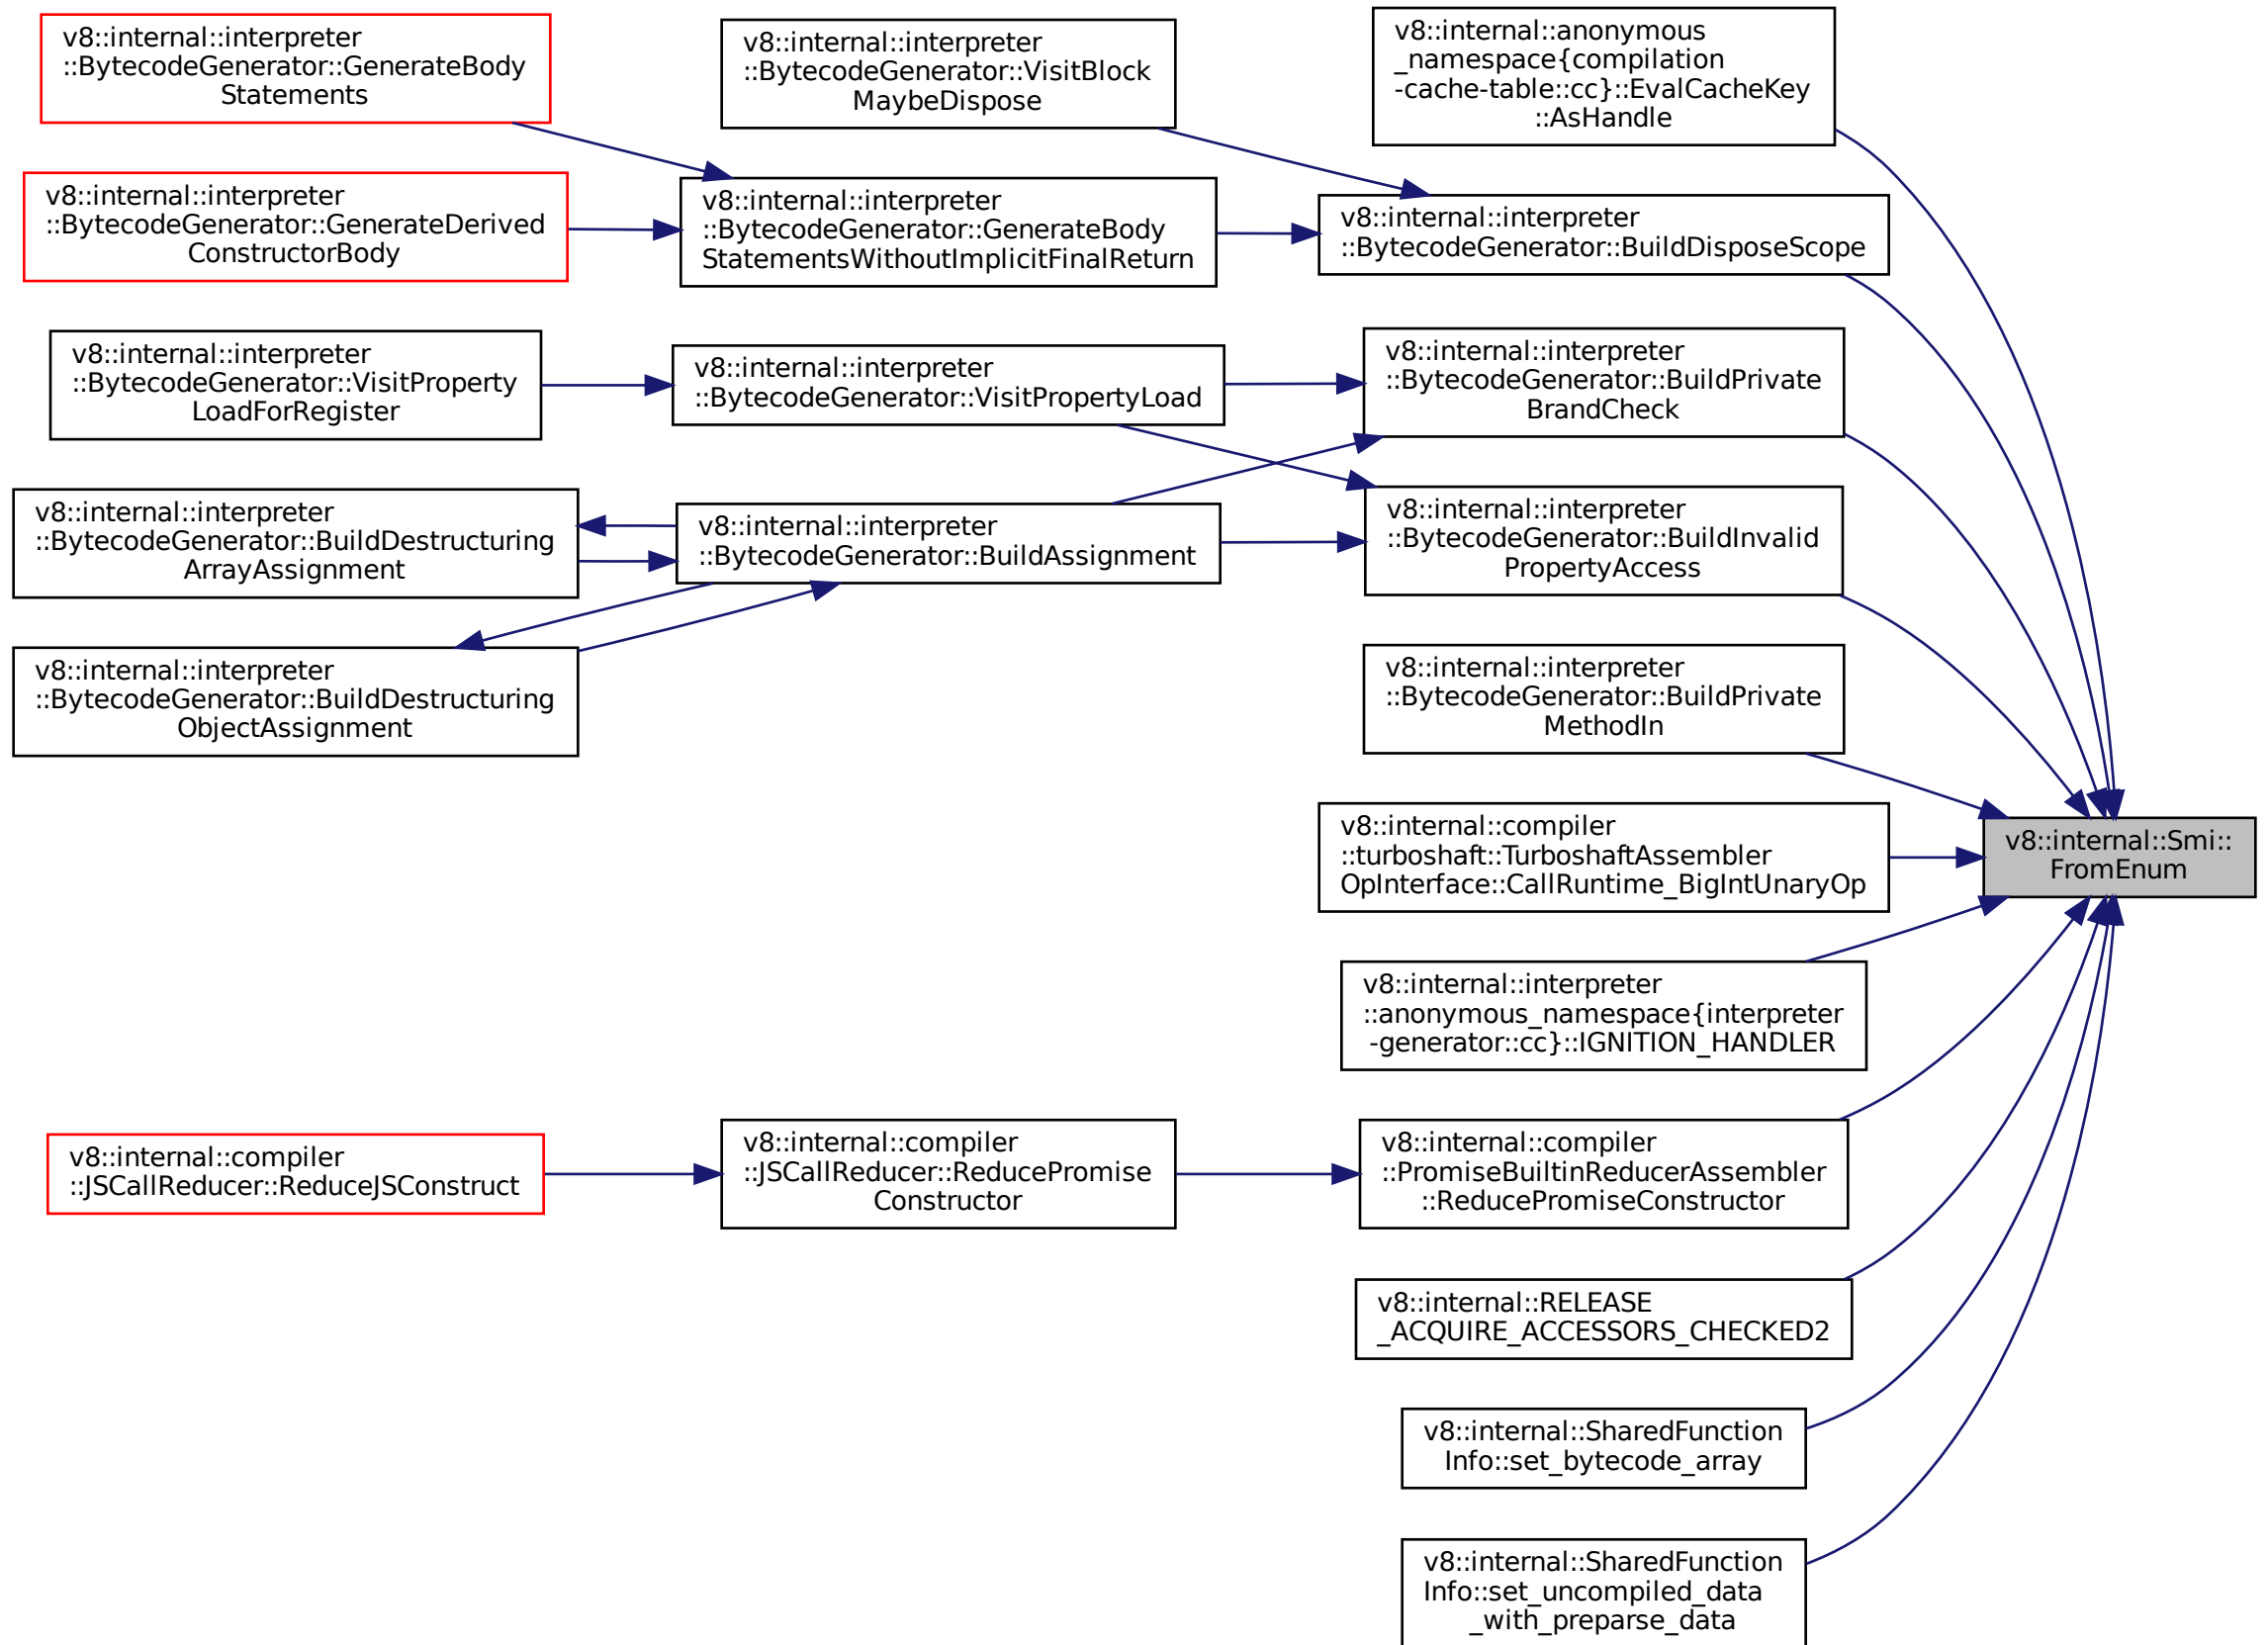 v8::internal::interpreter
::BytecodeGenerator::GenerateBody
Statements
v8::internal::interpreter
::BytecodeGenerator::VisitBlock
MaybeDispose
v8::internal::anonymous
_namespace{compilation
-cache-table::cc}::EvalCacheKey
::AsHandle
v8::internal::interpreter
::BytecodeGenerator::GenerateDerived
ConstructorBody
v8::internal::interpreter
::BytecodeGenerator::GenerateBody
StatementsWithoutImplicitFinalReturn
v8::internal::interpreter
::BytecodeGenerator::BuildDisposeScope
v8::internal::interpreter
::BytecodeGenerator::VisitProperty
LoadForRegister
v8::internal::interpreter
::BytecodeGenerator::VisitPropertyLoad
v8::internal::interpreter
::BytecodeGenerator::BuildPrivate
BrandCheck
v8::internal::interpreter
::BytecodeGenerator::BuildDestructuring
ArrayAssignment
v8::internal::interpreter
::BytecodeGenerator::BuildAssignment
v8::internal::interpreter
::BytecodeGenerator::BuildInvalid
PropertyAccess
v8::internal::interpreter
::BytecodeGenerator::BuildDestructuring
ObjectAssignment
v8::internal::interpreter
::BytecodeGenerator::BuildPrivate
MethodIn
v8::internal::compiler
::turboshaft::TurboshaftAssembler
OpInterface::CallRuntime_BigIntUnaryOp
v8::internal::Smi::
FromEnum
v8::internal::interpreter
::anonymous_namespace{interpreter
-generator::cc}::IGNITION_HANDLER
v8::internal::compiler
::JSCallReducer::ReduceJSConstruct
v8::internal::compiler
::JSCallReducer::ReducePromise
Constructor
v8::internal::compiler
::PromiseBuiltinReducerAssembler
::ReducePromiseConstructor
v8::internal::RELEASE
_ACQUIRE_ACCESSORS_CHECKED2
v8::internal::SharedFunction
Info::set_bytecode_array
v8::internal::SharedFunction
Info::set_uncompiled_data
_with_preparse_data